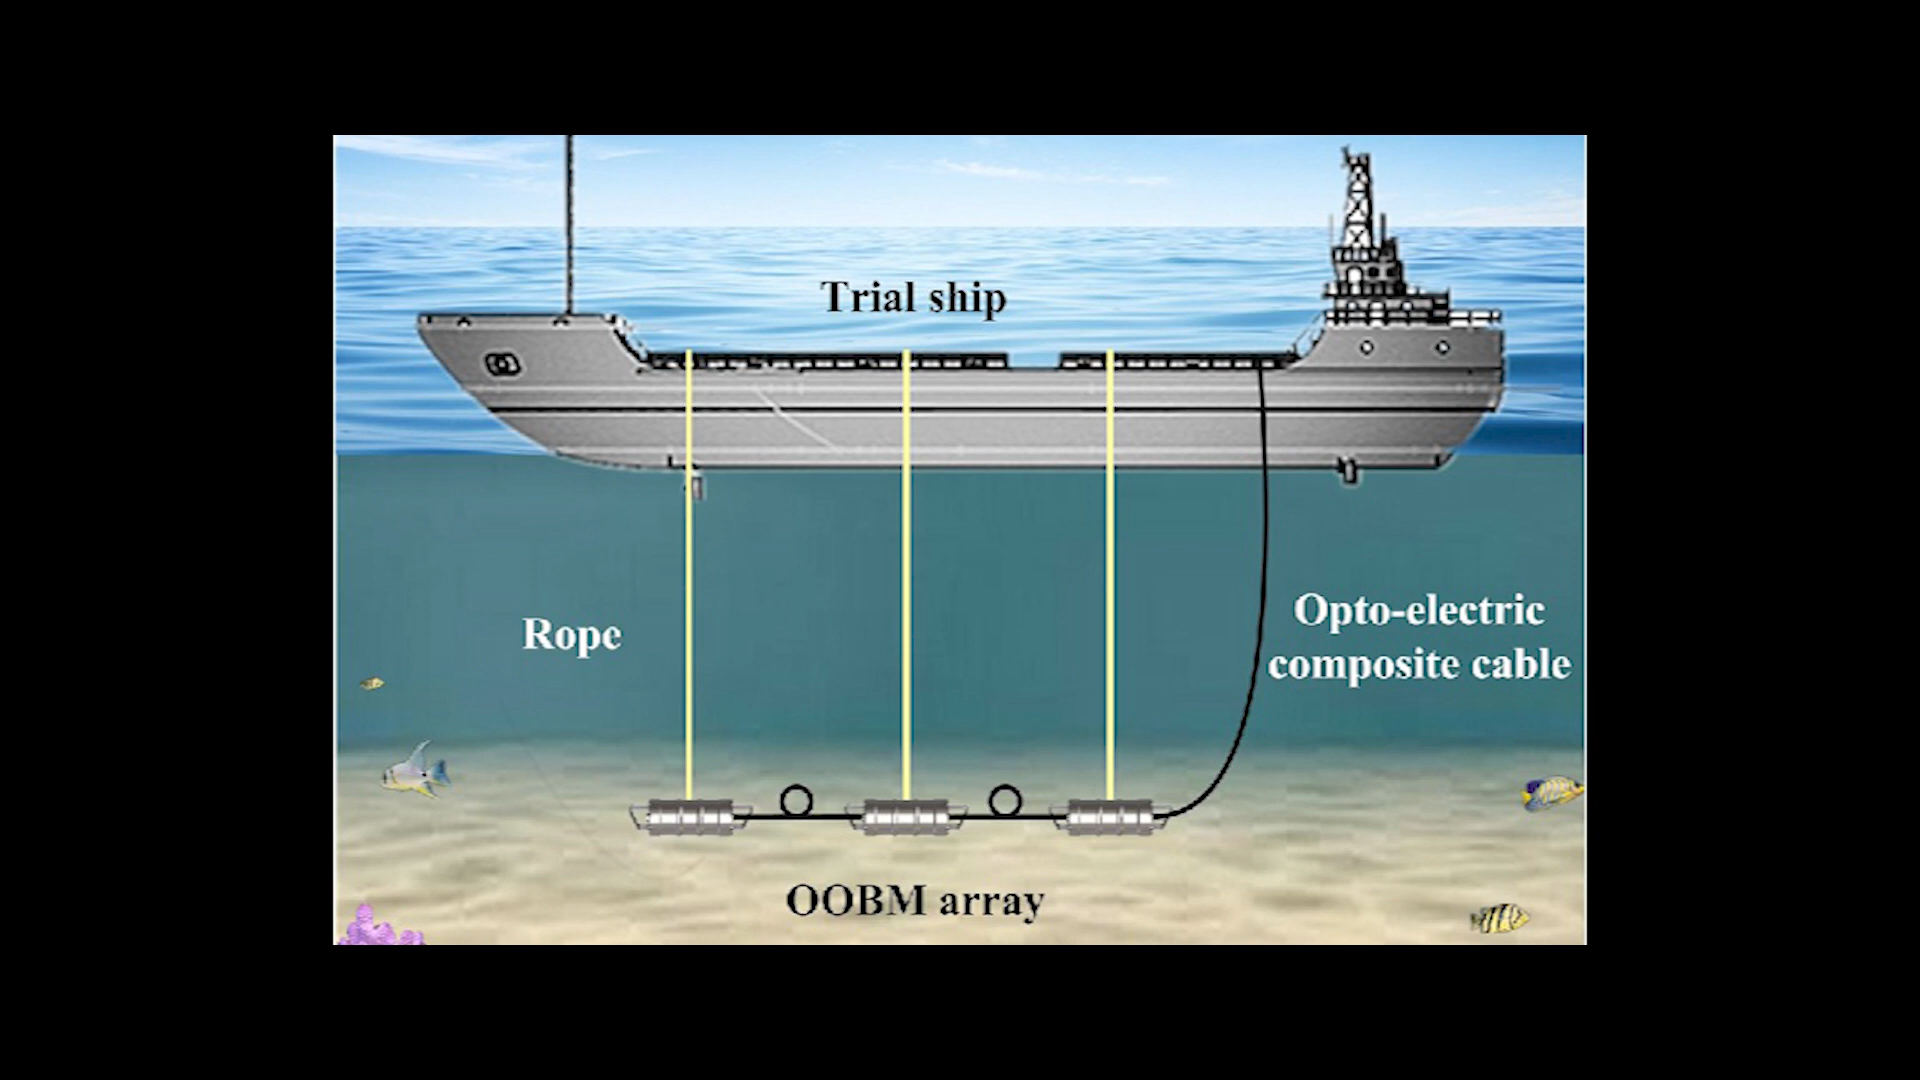 Trial ship
Rope
Opto-electric
composite cable
OOBM array